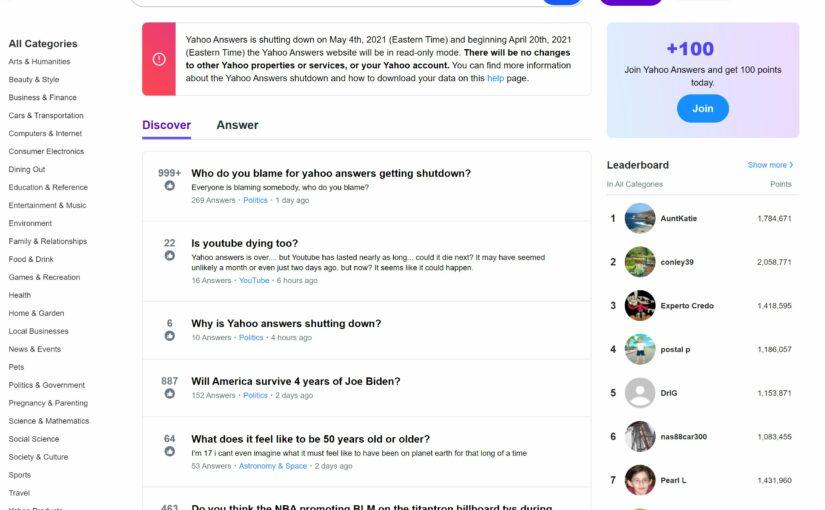 All Categories
Arts & Humanities
Beauty & Style
Business & Finance
Cars & Transportation
Computers & Internet
Consumer Electronics
Dining Out
Education & Reference
Entertainment & Music
Environment
Family & Relationships
Food & Drink
Games & Recreation
Health
Home & Garden
Local Businesses
News & Events
Pets
Politics & Government
Pregnancy & Parenting
Science & Mathematics
Social Science
Society & Culture
Sports
Travel
Yahoo Products
Yahoo Answers is shutting down on May 4th, 2021 (Eastern Time) and beginning April 20th, 2021
(Eastern Time) the Yahoo Answers website will be in read-only mode. There will be no changes
to other Yahoo properties or services, or your Yahoo account. You can find more information
about the Yahoo Answers shutdown and how to download your data on this help page.
Discover Answer
999+ Who do you blame for yahoo answers getting shutdown?
Everyone is blaming somebody, who do you blame?
269 Answers · Politics · 1 day ago
22 Is youtube dying too?
Yahoo answers is over.... but Youtube has lasted nearly as long... could it die next? It may have seemed
unlikely a month or even just two days ago, but now? It seems like it could happen.
16 Answers · YouTube · 6 hours ago
6 Why is Yahoo answers shutting down?
10 Answers · Politics · 4 hours ago
887 Will America survive 4 years of Joe Biden?
152 Answers · Politics · 2 days ago
64 What does it feel like to be 50 years old or older?
I'm 17 i cant even imagine what it must feel like to have been on planet earth for that long of a time
53 Answers · Astronomy & Space · 2 days ago
463 Do you think the NBA promoting BLM on the titantron billboard tvs during
+100
Join Yahoo Answers and get 100 points
today.
Join
Leaderboard Show more
In All Categories Points
1 AuntKatie 1,784,671
2 conley39 2,058,771
3 Experto Credo 1,418,595
4 postal p 1,186,057
5 DrIG 1,153,871
6 nas88car300 1,083,455
7 Pearl L 1,431,960